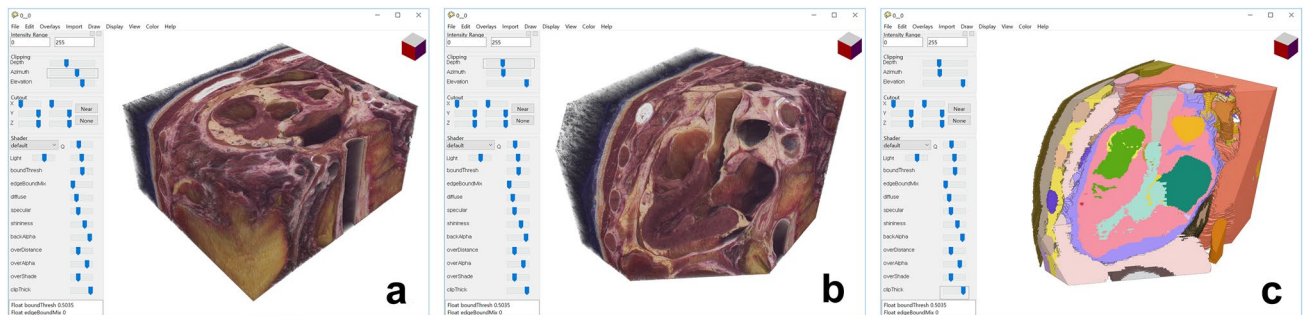 0__0
File Edit Overlays Import Draw Display View Color Help
Intensity Range
0 255
Clipping
Depth
Azimuth
Elevation
Cutout
X
Y Near
Z None
Shader
default Q
Light
boundThresh
edgeBoundMix
diffuse
specular
shininess
backAlpha
overDistance
overAlpha
overShade
clipThick
Float boundThresh 0.5035
Float edgeBoundMix 0
a
0__0
File Edit Overlays Import Draw Display View Color Help
Intensity Range
0 255
Clipping
Depth
Azimuth
Elevation
Cutout
X
Y Near
Z None
Shader
default Q
Light
boundThresh
edgeBoundMix
diffuse
specular
shininess
backAlpha
overDistance
overAlpha
overShade
clipThick
Float boundThresh 0.5035
Float edgeBoundMix 0
b
0__0
File Edit Overlays Import Draw Display View Color Help
Intensity Range
0 255
Clipping
Depth
Azimuth
Elevation
Cutout
X
Y Near
Z None
Shader
default Q
Light
boundThresh
edgeBoundMix
diffuse
specular
shininess
backAlpha
overDistance
overAlpha
overShade
clipThick
Float boundThresh 0.5035
Float edgeBoundMix 0
c